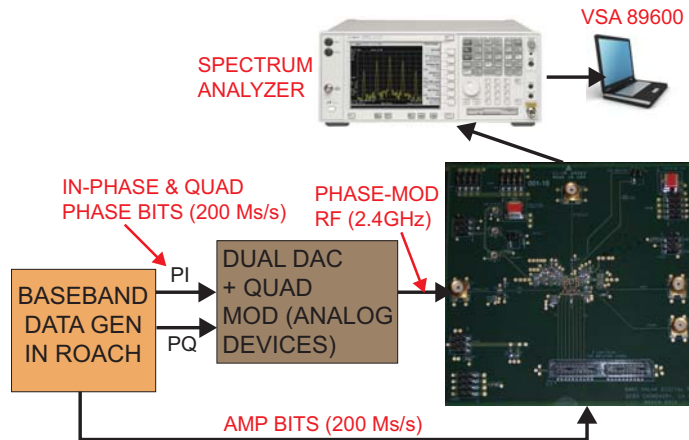 VSA 89600
SPECTRUM
ANALYZER
IN-PHASE & QUAD
PHASE BITS (200 Ms/s)
PHASE-MOD
RF (2.4GHz)
BASEBAND
DATA GEN
IN ROACH
PI
PQ
DUAL DAC
+ QUAD
MOD (ANALOG
DEVICES)
AMP BITS (200 Ms/s)